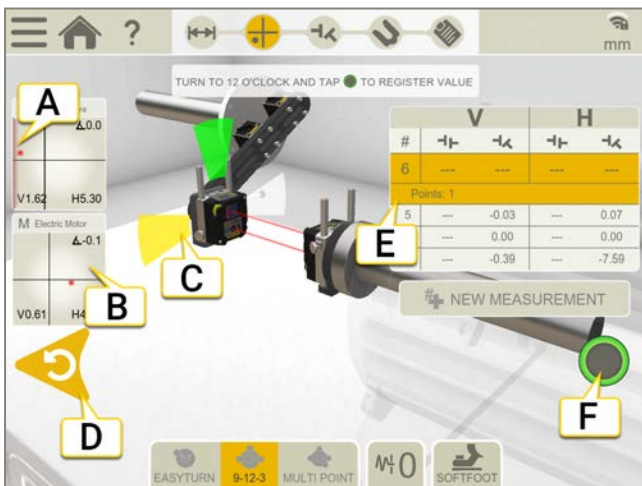 ?
mm
TURN TO 12 O'CLOCK AND TAP TO REGISTER VALUE
A
∡0.0
V1.62 H5.30
M Electric Motor
∡-0.1
V0.61 H4
B
C
D
V H
#
6 --- --- --- ---
Points: 1
5 --- -0.03 --- 0.07
--- 0.00 --- 0.00
--- -0.39 --- -7.59
E
NEW MEASUREMENT
F
EASYTURN 9-12-3 MULTI POINT
0
SOFTFOOT